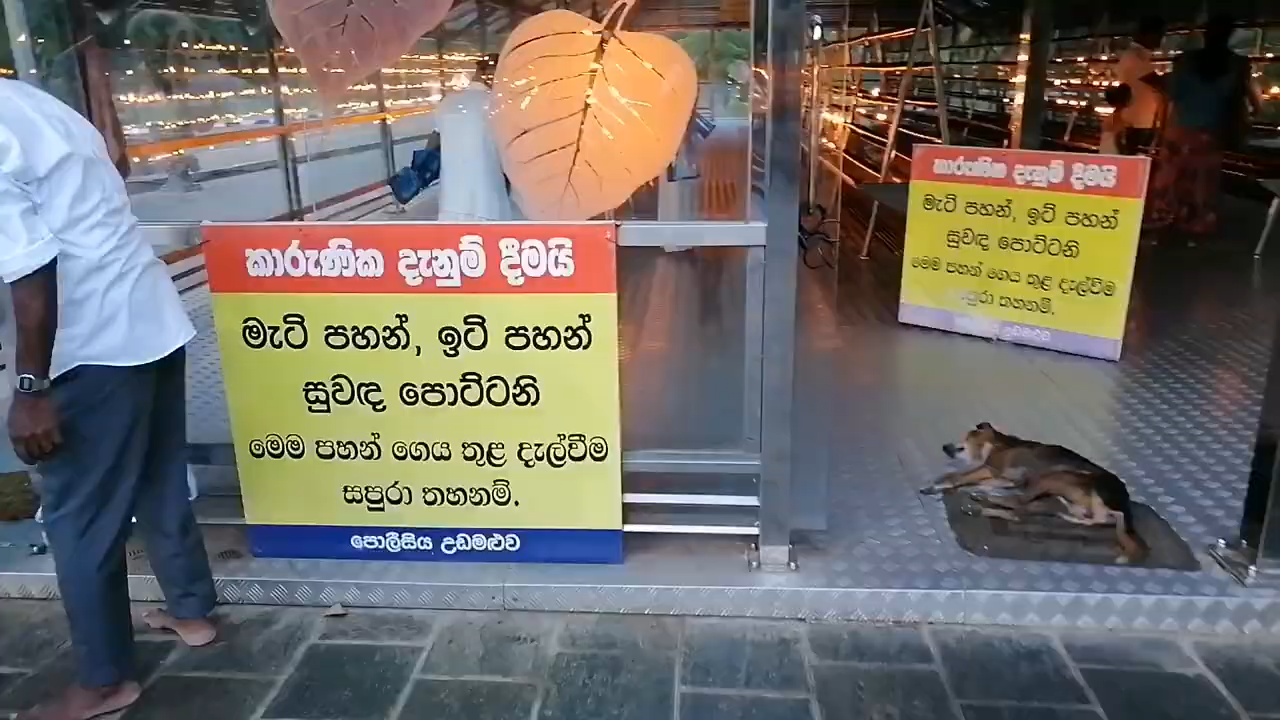 කාරුණික දැනුම් දීමයි
මැටි පහන්, ඉටි පහන්
සුවඳ පොට්ටනි
මෙම පහන් ගෙය තුළ දැල්වීම
සපුරා තහනම්.
පොලීසිය උඩමළුව
කාරුණික දැනුම් දීමයි
මැටි පහන්, ඉටි පහන්
සුවඳ පොට්ටනි
මෙම පහන් ගෙය තුළ දැල්වීම
සපුරා තහනම්.
උඩමළුව